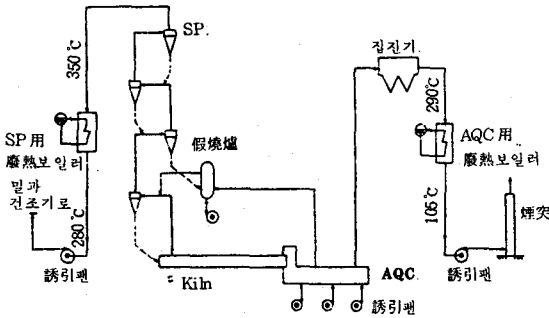 SP.
350℃
SP用
廢熱보일러
밀과
건조기로
280℃
誘引팬
假燒爐
Kiln
AQC.
誘引팬
집진기.
290℃
AQC用
廢熱보일러
105℃
誘引팬
煙突